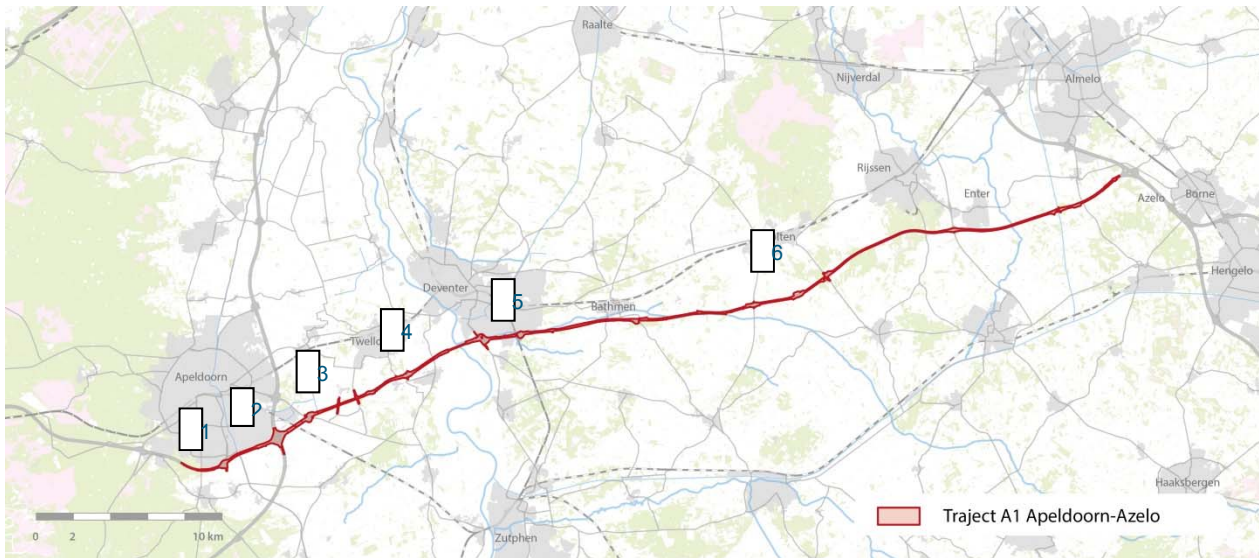 Raalte
Nijverdal
Almelo
Rijssen
Enter
Azelo
Borne
Hengelo
6
Deventer
5
Bathmen
4
3
Apeldoorn
2
1
Haaksbergen
Traject A1 Apeldoorn-Azelo
0 2 10 km
Zutphen